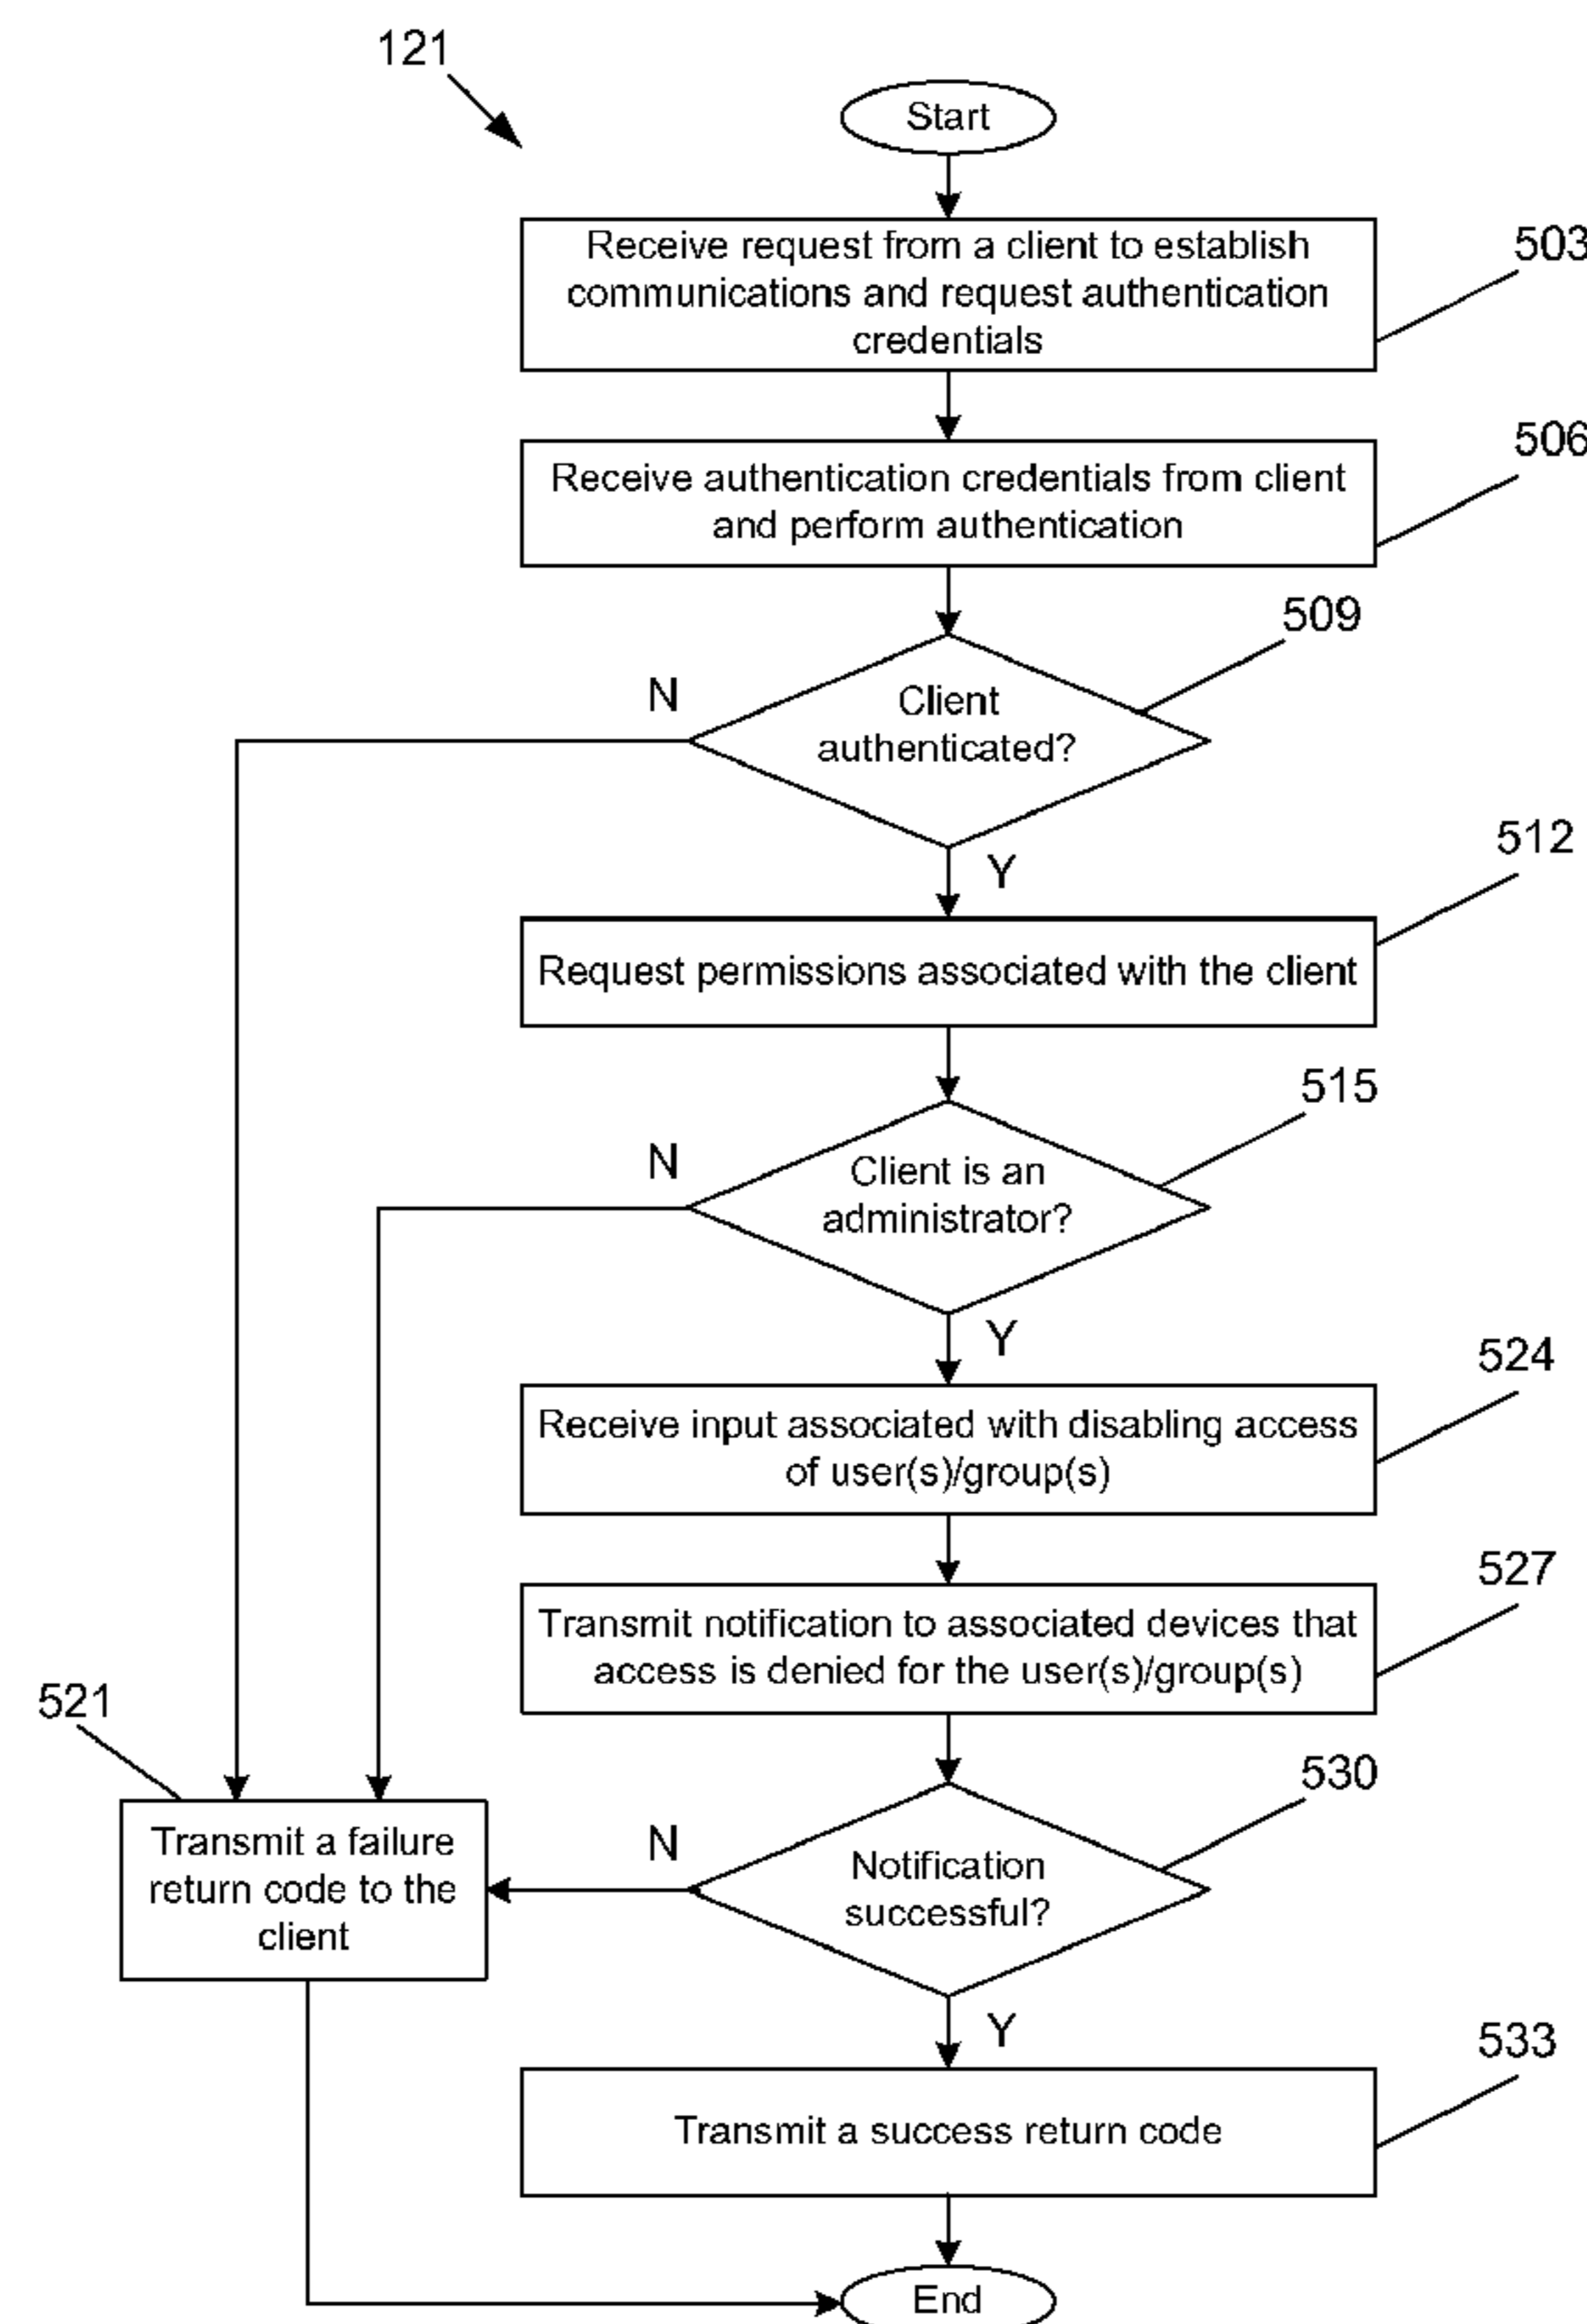 121
Start
Receive request from a client to establish
communications and request authentication
credentials
503
Receive authentication credentials from client
and perform authentication
506
509
N
Client
authenticated?
Y
512
Request permissions associated with the client
515
N
Client is an
administrator?
Y
524
Receive input associated with disabling access
of user(s)/group(s)
527
Transmit notification to associated devices that
access is denied for the user(s)/group(s)
521
530
Transmit a failure
return code to the
client
N
Notification
successful?
Y
533
Transmit a success return code
End